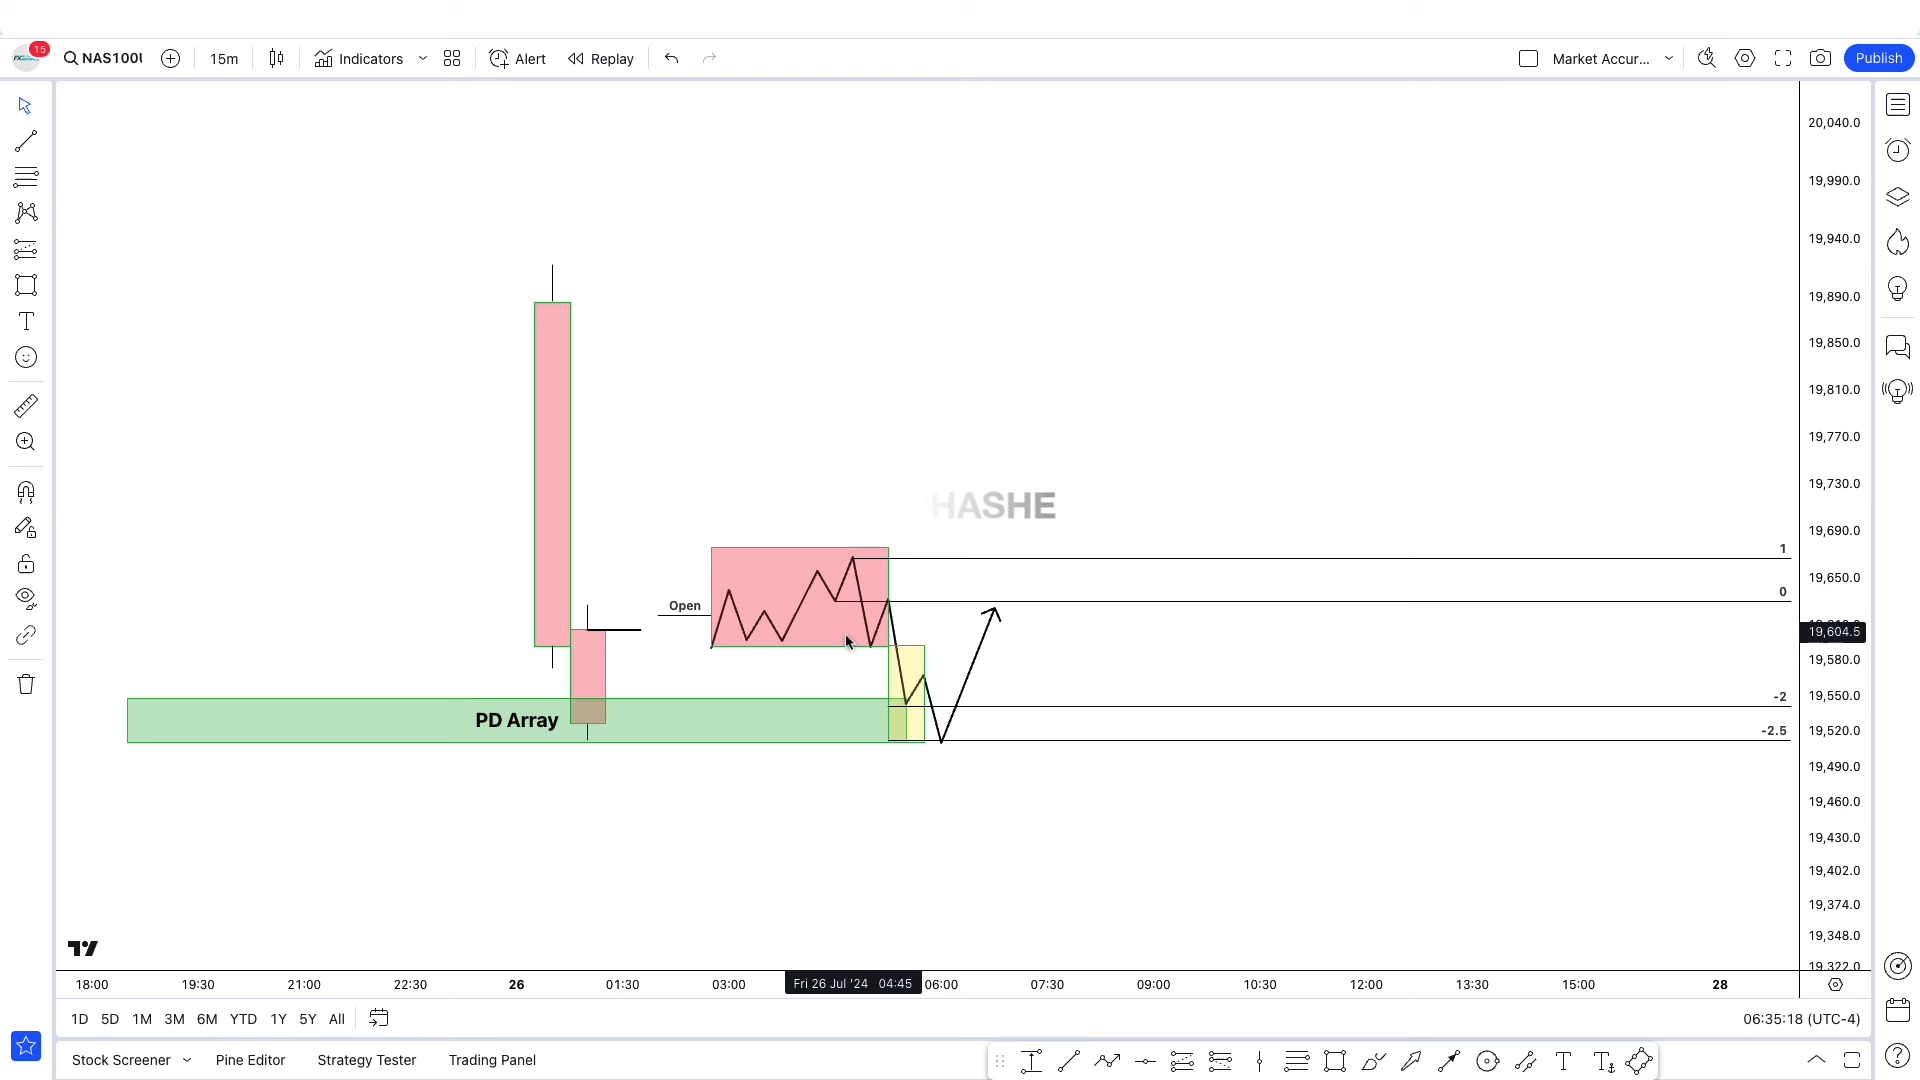 15
NAS100U
15m
Indicators
Alert
Replay
Market Accur...
Publish
20,040.0
19,990.0
19,940.0
19,890.0
19,850.0
19,810.0
19,770.0
19,730.0
HASHE
19,690.0
1
19,650.0
0
Open
19,604.5
19,580.0
-2
19,550.0
PD Array
-2.5
19,520.0
19,490.0
19,460.0
19,430.0
19,402.0
19,374.0
19,348.0
19,322.0
18:00 19:30 21:00 22:30 26 01:30 03:00 Fri 26 Jul '24 04:45 06:00 07:30 09:00 10:30 12:00 13:30 15:00 28
1D 5D 1M 3M 6M YTD 1Y 5Y All
06:35:18 (UTC-4)
Stock Screener Pine Editor Strategy Tester Trading Panel